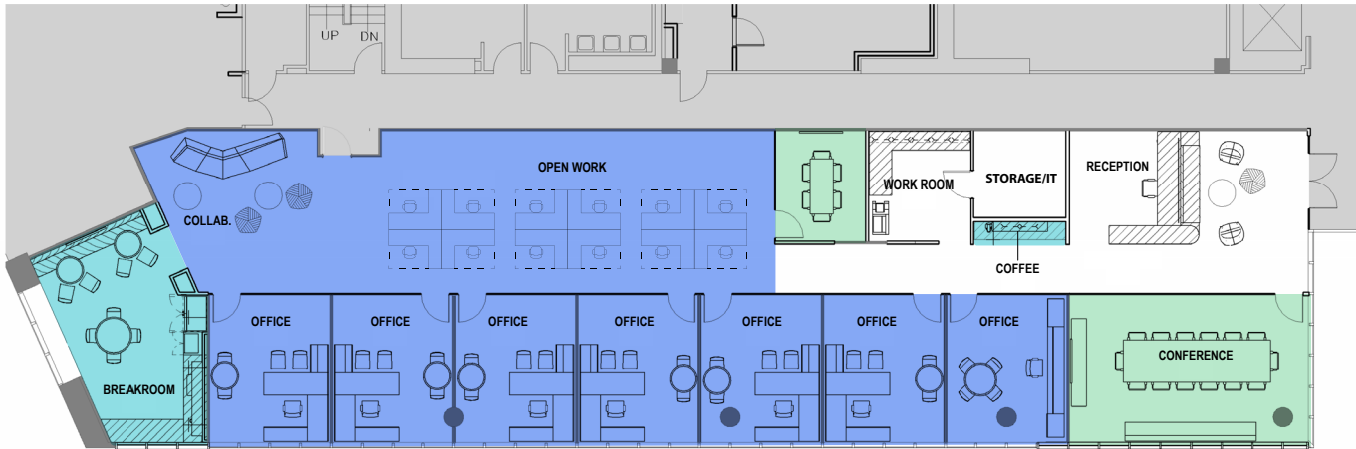 UP DN
OPEN WORK
WORK ROOM
STORAGE/IT
RECEPTION
COLLAB.
COFFEE
OFFICE
OFFICE
OFFICE
OFFICE
OFFICE
OFFICE
OFFICE
CONFERENCE
BREAKROOM